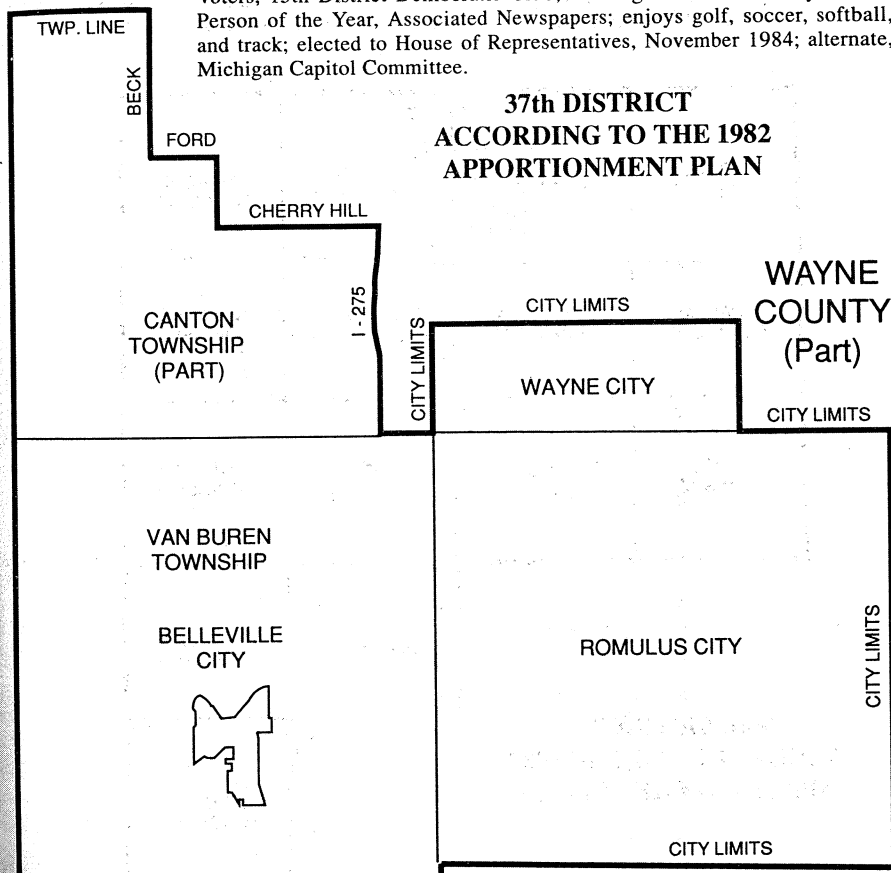 Person of the Year, Associated Newspapers; enjoys golf, soccer, softball,
and track; elected to House of Representatives, November 1984; alternate,
Michigan Capitol Committee.
37th DISTRICT
ACCORDING TO THE 1982
APPORTIONMENT PLAN
TWP. LINE
BECK
FORD
CHERRY HILL
I - 275
CANTON
TOWNSHIP
(PART)
CITY LIMITS
CITY LIMITS
WAYNE CITY
WAYNE
COUNTY
(Part)
CITY LIMITS
VAN BUREN
TOWNSHIP
BELLEVILLE
CITY
ROMULUS CITY
CITY LIMITS
CITY LIMITS